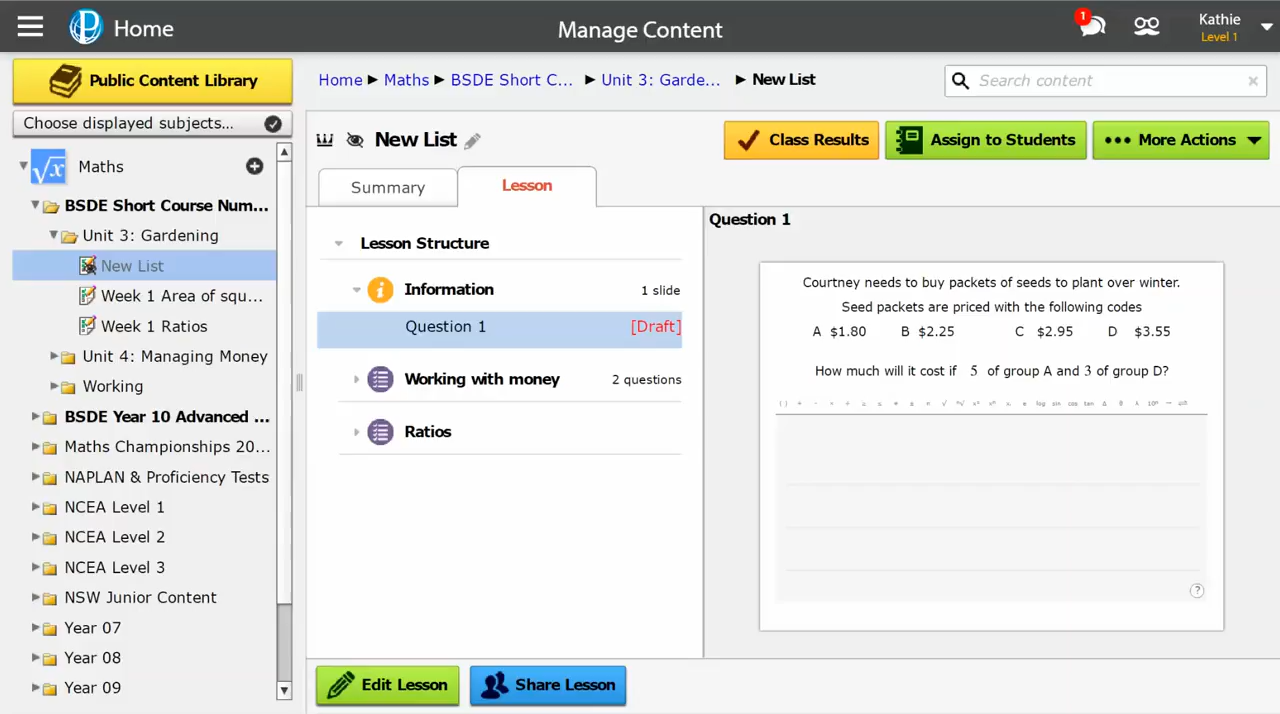 Home
Manage Content
1
Kathie
Level 1
Public Content Library
Choose displayed subjects...
Maths
BSDE Short Course Num...
Unit 3: Gardening
New List
Week 1 Area of squ...
Week 1 Ratios
Unit 4: Managing Money
Working
BSDE Year 10 Advanced ...
Maths Championships 20...
NAPLAN & Proficiency Tests
NCEA Level 1
NCEA Level 2
NCEA Level 3
NSW Junior Content
Year 07
Year 08
Year 09
Home ▶ Maths ▶ BSDE Short C... ▶ Unit 3: Garde... ▶ New List
Search content
New List
Class Results
Assign to Students
More Actions
Summary
Lesson
Lesson Structure
Information 1 slide
Question 1 [Draft]
Working with money 2 questions
Ratios
Edit Lesson
Share Lesson
Question 1
Courtney needs to buy packets of seeds to plant over winter.
Seed packets are priced with the following codes
A $1.80 B $2.25 C $2.95 D $3.55
How much will it cost if 5 of group A and 3 of group D?
log sin cos tan
?